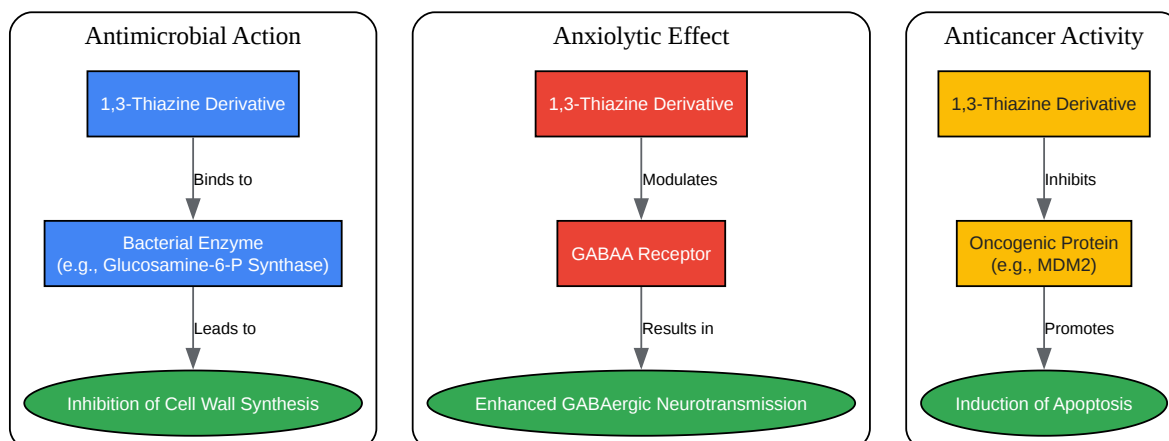 Antimicrobial Action
1,3-Thiazine Derivative
Binds to
Bacterial Enzyme
(e.g., Glucosamine-6-P Synthase)
Leads to
Inhibition of Cell Wall Synthesis
Anxiolytic Effect
1,3-Thiazine Derivative
Modulates
GABAA Receptor
Results in
Enhanced GABAergic Neurotransmission
Anticancer Activity
1,3-Thiazine Derivative
Inhibits
Oncogenic Protein
(e.g., MDM2)
Promotes
Induction of Apoptosis